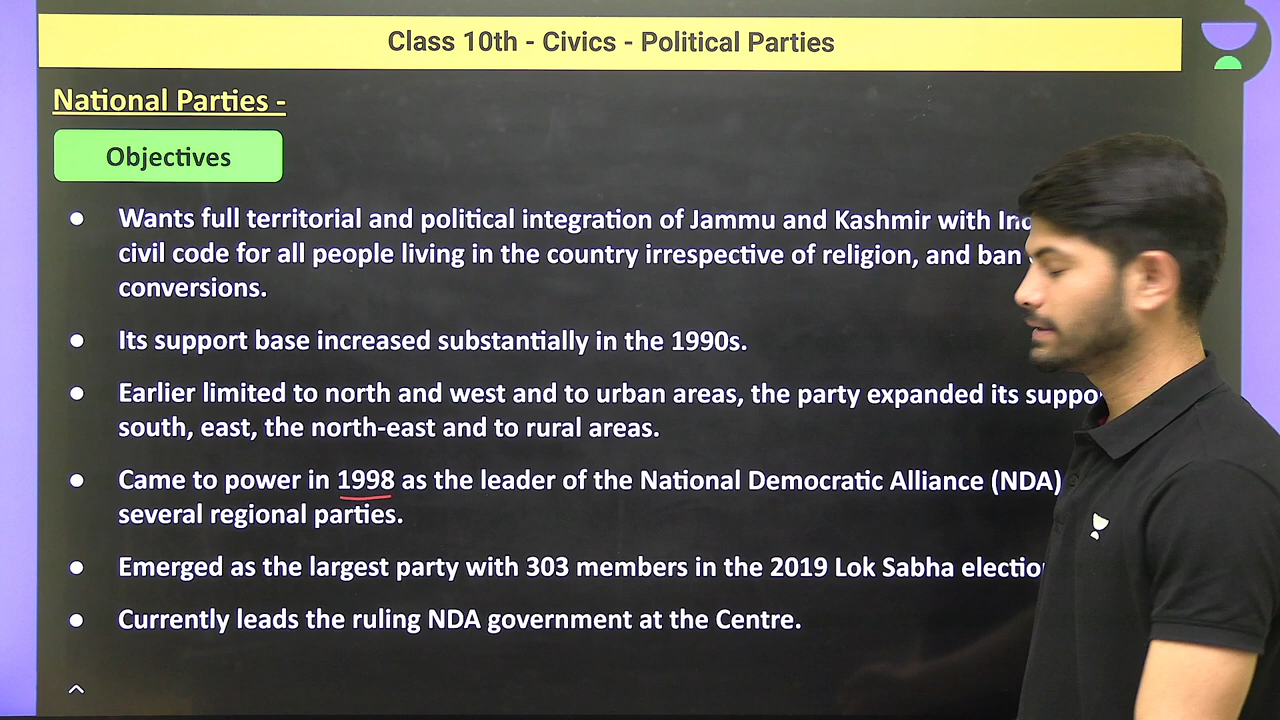 Class 10th - Civics - Political Parties
National Parties -
Objectives
● Wants full territorial and political integration of Jammu and Kashmir with
civil code for all people living in the country irrespective of religion, and ban
conversions.
● Its support base increased substantially in the 1990s.
● Earlier limited to north and west and to urban areas, the party expanded its
south, east, the north-east and to rural areas.
● Came to power in 1998 as the leader of the National Democratic Alliance (NDA)
several regional parties.
● Emerged as the largest party with 303 members in the 2019 Lok Sabha
● Currently leads the ruling NDA government at the Centre.